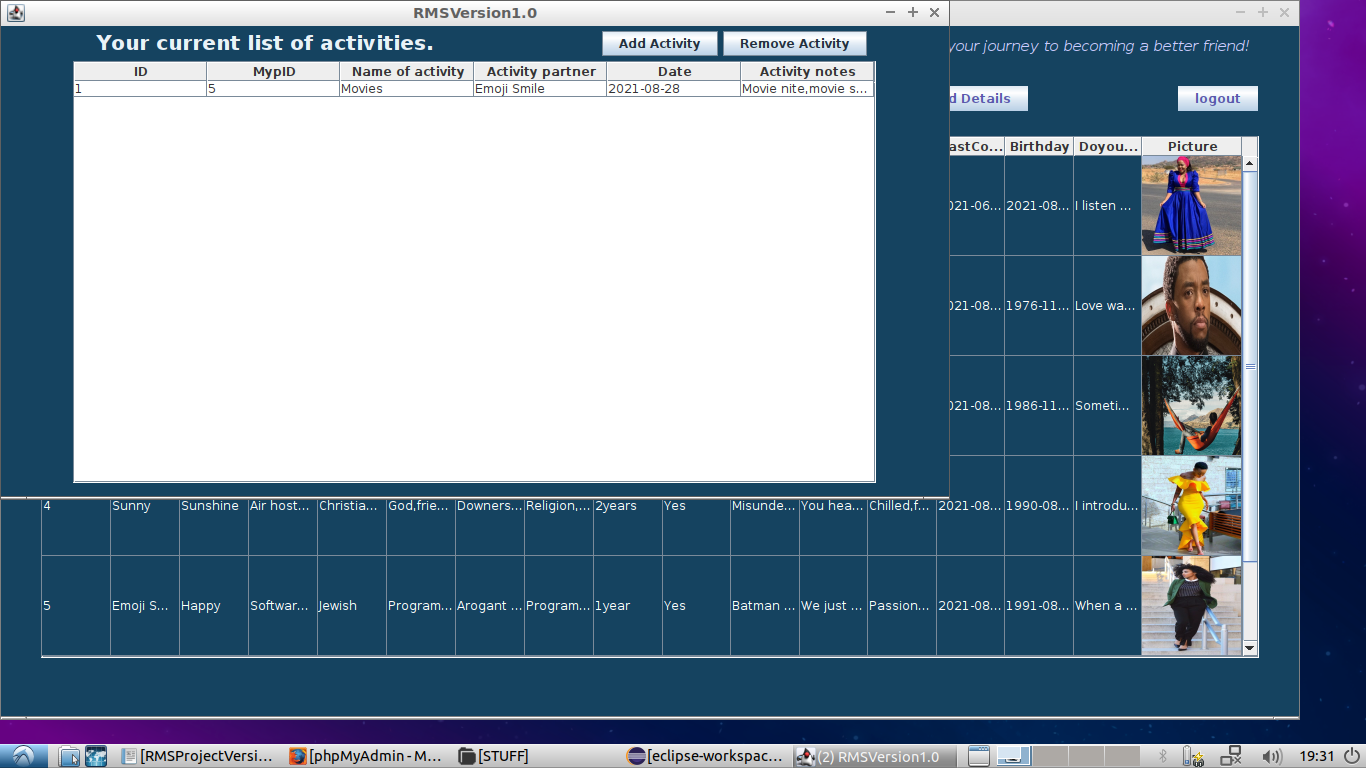 RMSVersion1.0
Your current list of activities.
Add Activity
Remove Activity
your journey to becoming a better friend!
ID MypID Name of activity Activity partner Date Activity notes
1 5 Movies Emoji Smile 2021-08-28 Movie nite,movie s...
d Details
logout
astCo... Birthday Doyou... Picture
021-06... 2021-08... I listen ...
021-08... 1976-11... Love wa...
021-08... 1986-11... Someti...
4 Sunny Sunshine Air host... Christia... God,frie... Downers... Religion,... 2years Yes Misunde... You hea... Chilled,f... 2021-08... 1990-08... I introdu...
5 Emoji S... Happy Softwar... Jewish Program... Arogant ... Program... 1year Yes Batman ... We just ... Passion... 2021-08... 1991-08... When a ...
[RMSProjectVersi... [phpMyAdmin - M... [STUFF] [eclipse-workspac... (2) RMSVersion1.0 19:31